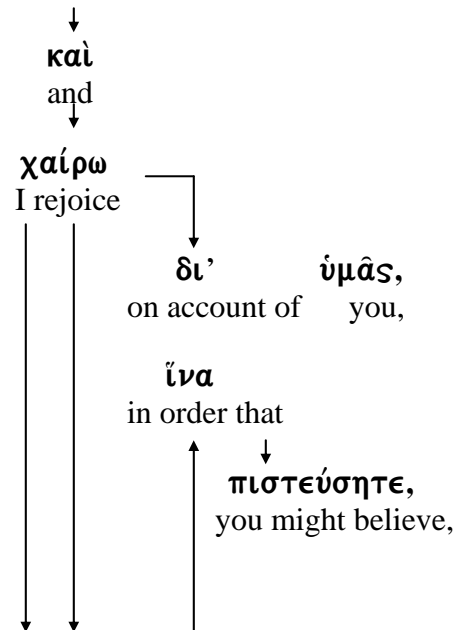 καὶ
and
χαίρω
I rejoice
δι’ ὑμᾶς,
on account of you,
ἵνα
in order that
πιστεύσητε,
you might believe,